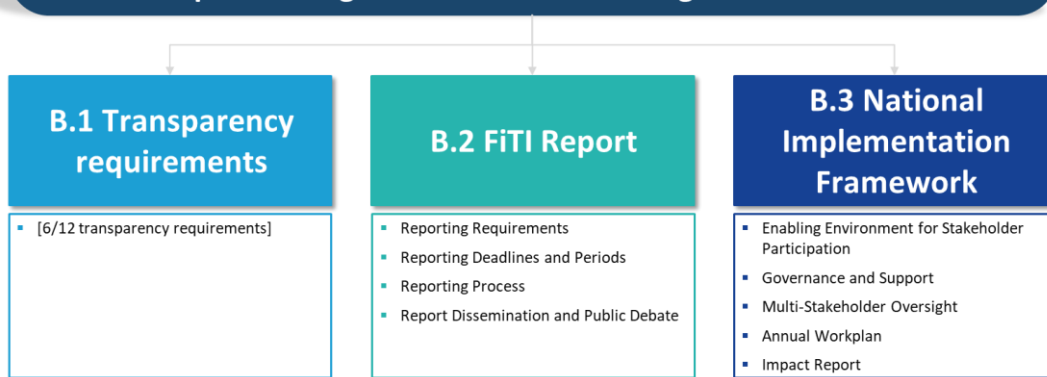 B.1 Transparency
requirements
[6/12 transparency requirements]
B.2 FiTI Report
Reporting Requirements
Reporting Deadlines and Periods
Reporting Process
Report Dissemination and Public Debate
B.3 National
Implementation
Framework
Enabling Environment for Stakeholder
Participation
Governance and Support
Multi-Stakeholder Oversight
Annual Workplan
Impact Report